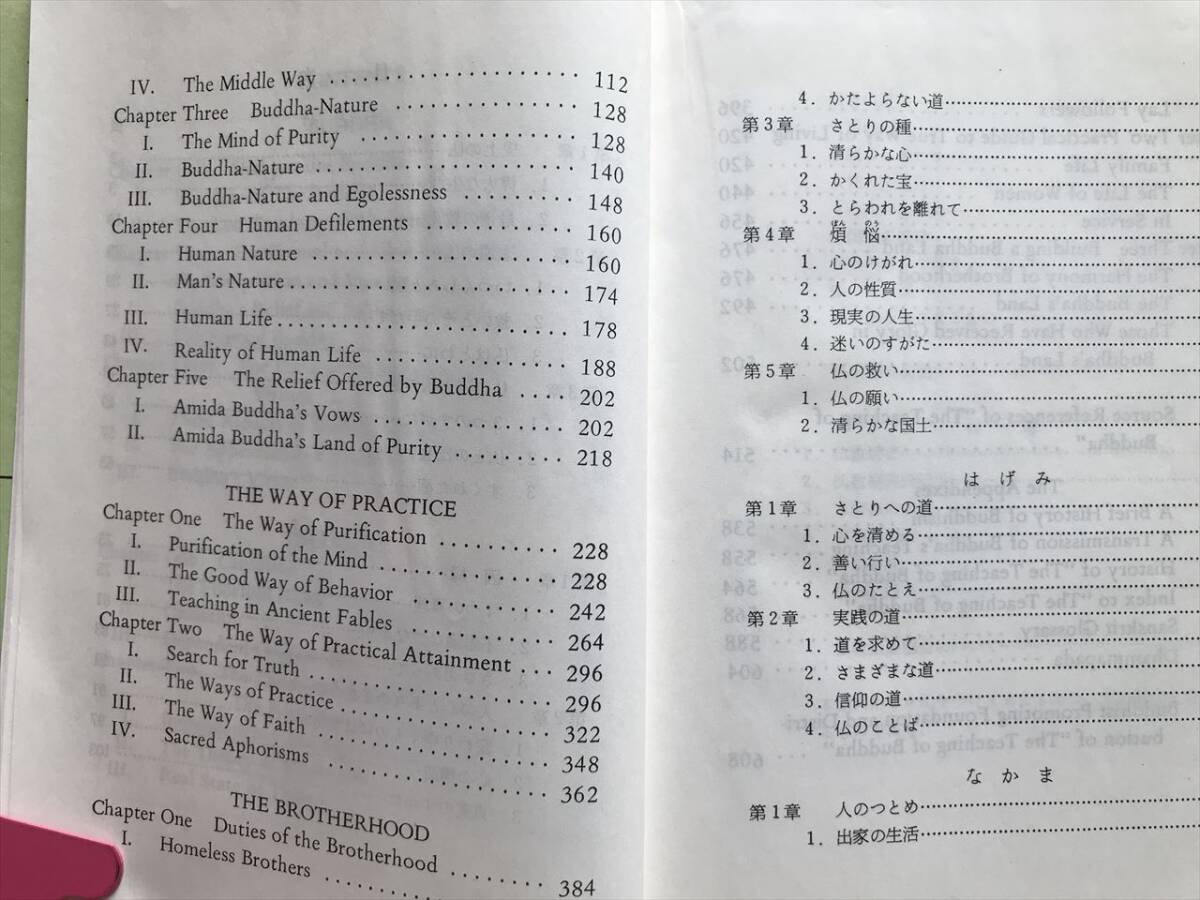 IV. The Middle Way ........................ 112
Chapter Three Buddha-Nature ................ 128
I. The Mind of Purity ........................ 128
II. Buddha-Nature ........................ 140
III. Buddha-Nature and Egolessness ......... 148
Chapter Four Human Defilements ............. 160
I. Human Nature ........................ 160
II. Man's Nature ........................ 174
III. Human Life ........................ 178
IV. Reality of Human Life ................ 188
Chapter Five The Relief Offered by Buddha .... 202
I. Amida Buddha's Vows ................ 202
II. Amida Buddha's Land of Purity ......... 218
THE WAY OF PRACTICE
Chapter One The Way of Purification .......... 228
I. Purification of the Mind ................ 228
II. The Good Way of Behavior ............ 242
III. Teaching in Ancient Fables ............ 264
Chapter Two The Way of Practical Attainment ... 296
I. Search for Truth ........................ 296
II. The Ways of Practice ................ 322
III. The Way of Faith ................ 348
IV. Sacred Aphorisms ................ 362
THE BROTHERHOOD
Chapter One Duties of the Brotherhood ........ 384
I. Homeless Brothers ................
4. かたよらない道………………
第3章 さとりの種………………
1. 清らかな心………………
2. かくれた宝………………
3. とらわれを離れて………………
第4章 煩悩………………
1. 心のけがれ………………
2. 人の性質………………
3. 現実の人生………………
4. 迷いのすがた………………
第5章 仏の救い………………
1. 仏の願い………………
2. 清らかな国土………………
はげみ
第1章 さとりへの道………………
1. 心を清める………………
2. 善い行い………………
3. 仏のたとえ………………
第2章 実践の道………………
1. 道を求めて………………
2. さまざまな道………………
3. 信仰の道………………
4. 仏のことば………………
なかま
第1章 人のつとめ………………
1. 出家の生活………………